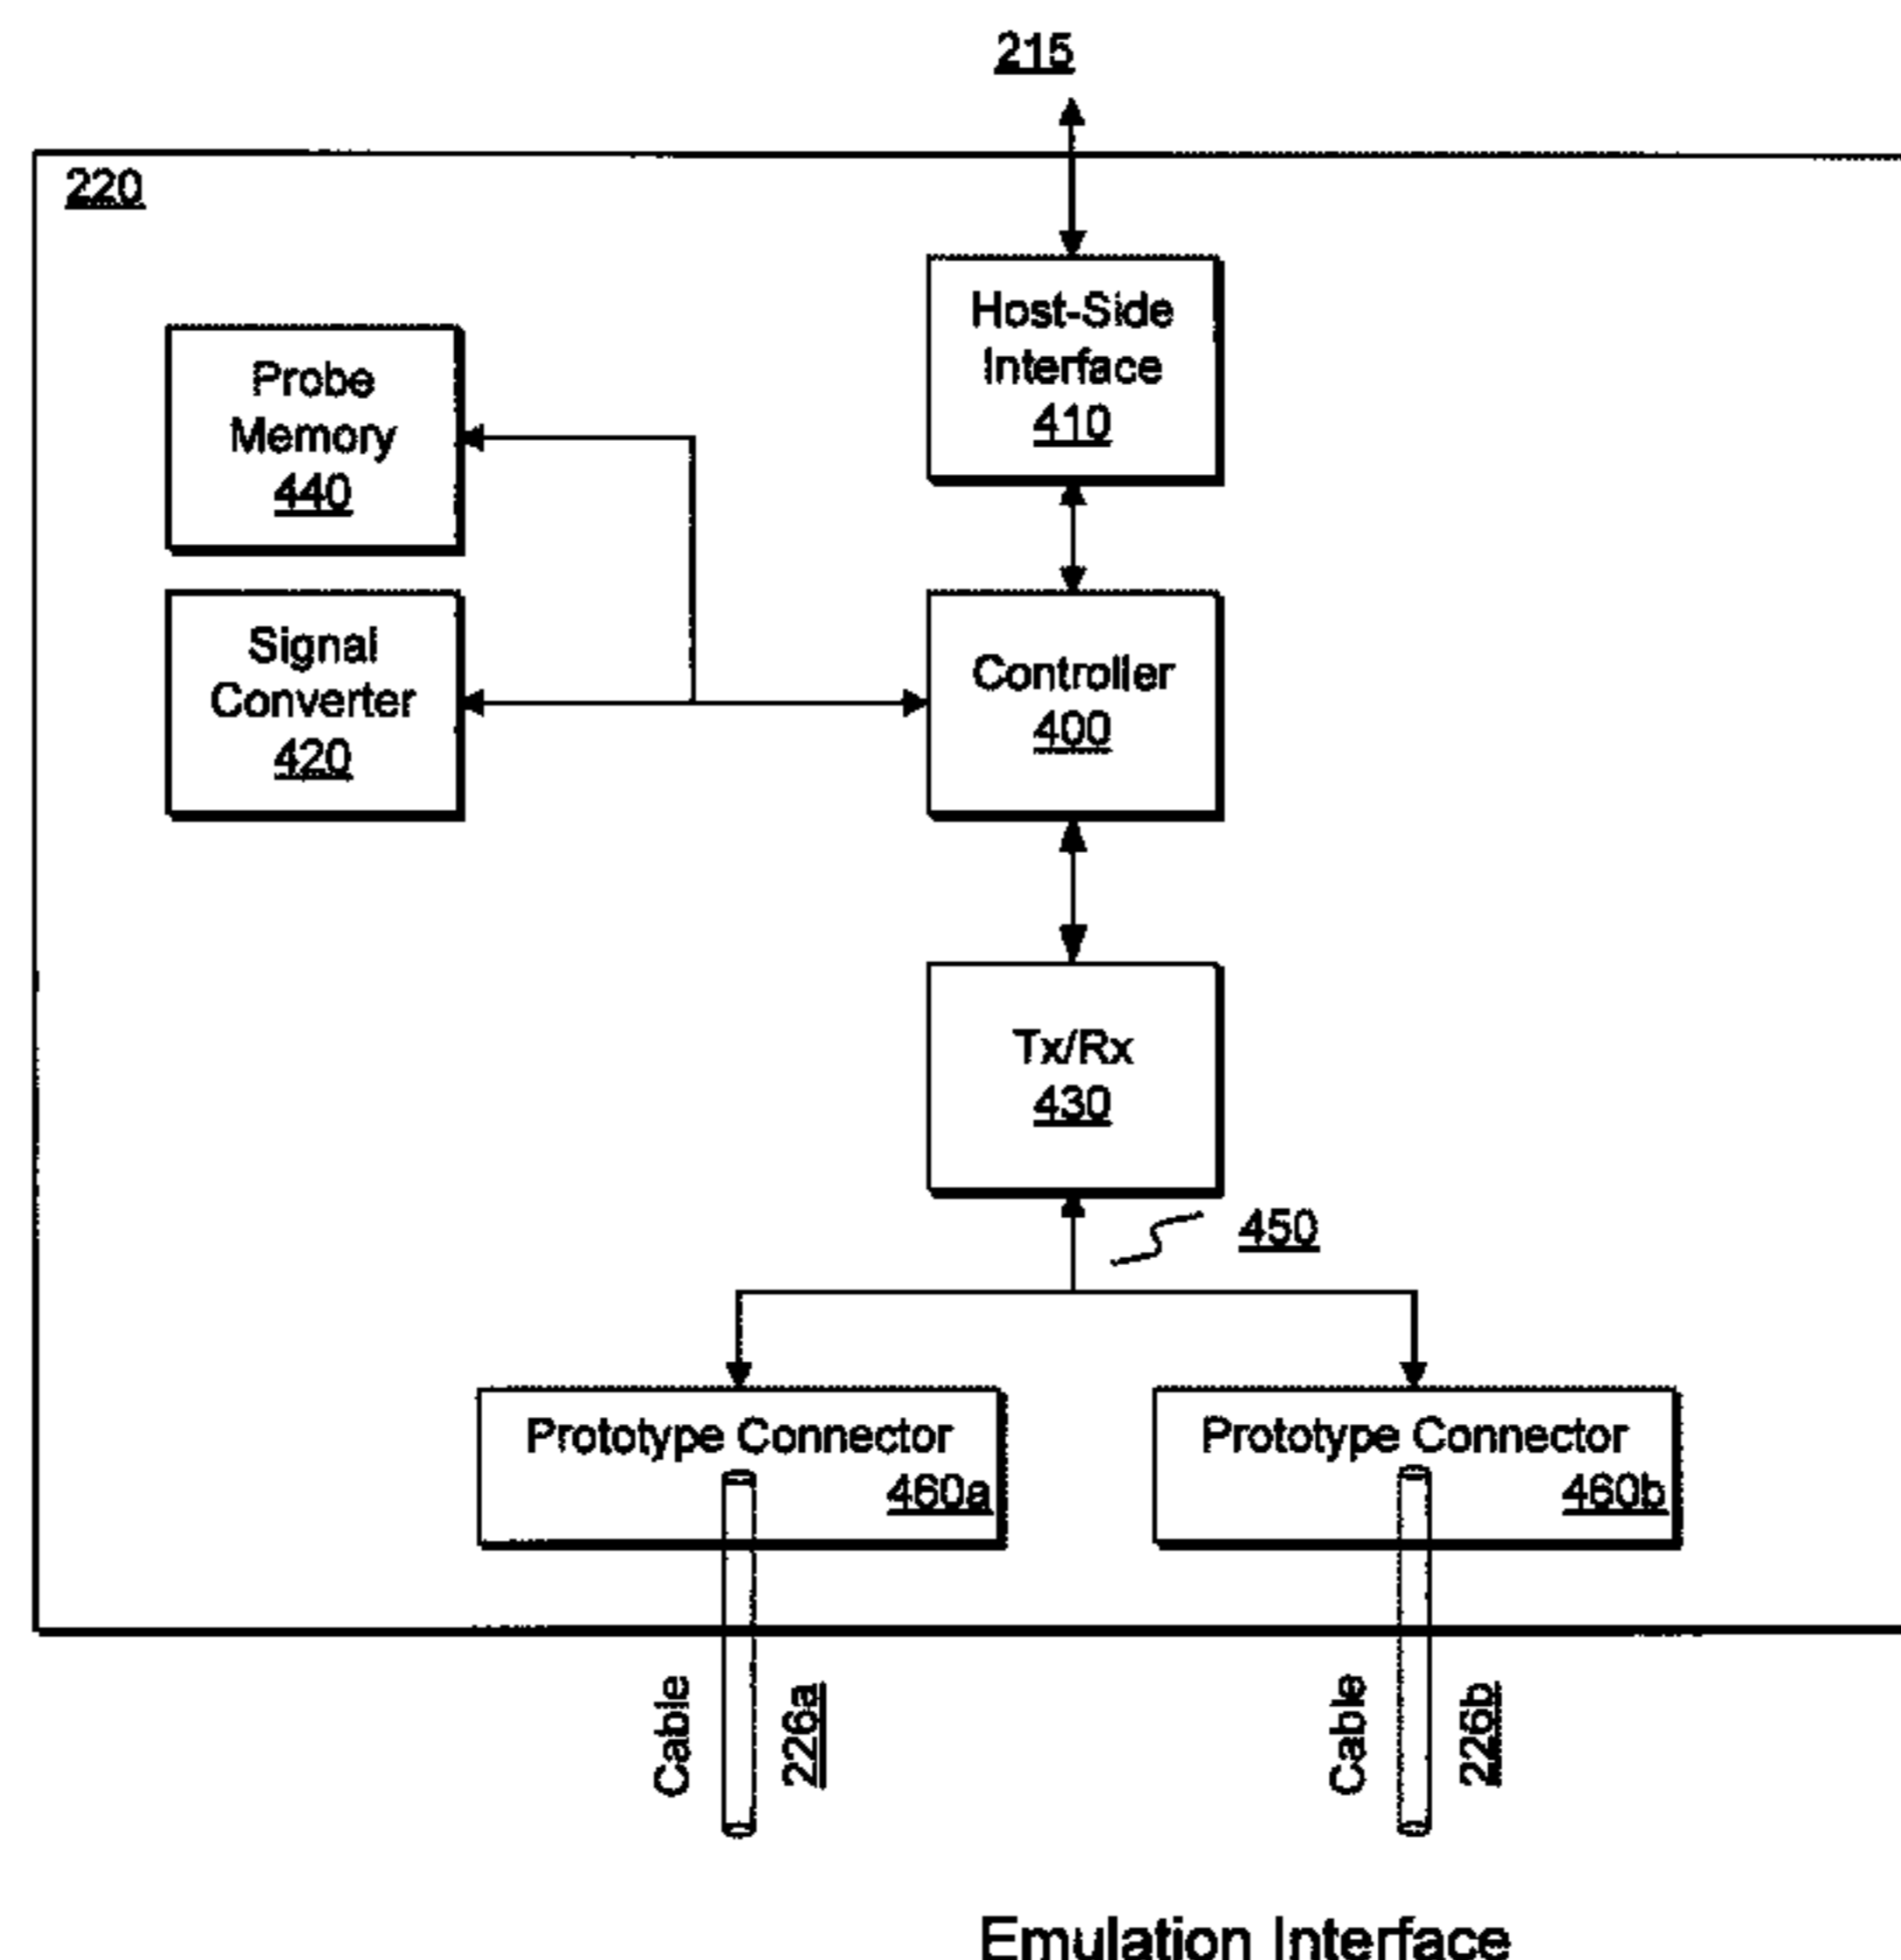 215
220
Host-Side
Interface
410
Probe
Memory
440
Signal
Converter
420
Controller
400
Tx/Rx
430
450
Prototype Connector
460a
Prototype Connector
460b
Cable
226a
Cable
226b
Emulation Interface